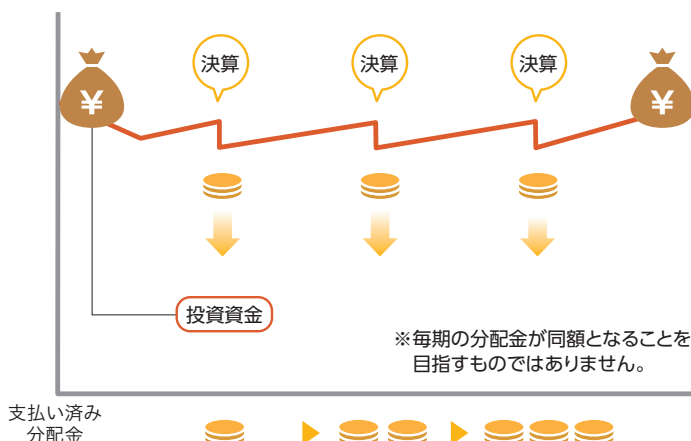 決算 決算 決算
¥ ¥
投資資金
※毎期の分配金が同額となることを
目指すものではありません。
支払い済み
分配金